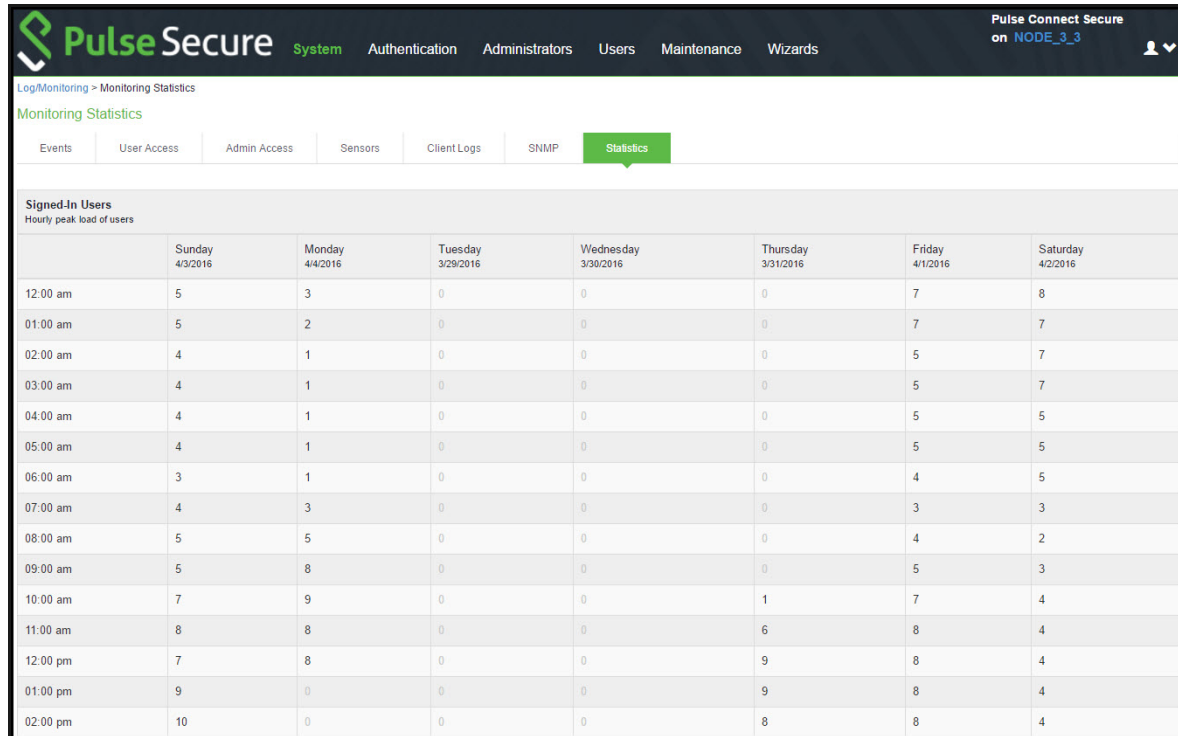 Pulse Secure System Authentication Administrators Users Maintenance Wizards
Pulse Connect Secure
on NODE_3_3
Log/Monitoring > Monitoring Statistics
Monitoring Statistics
Events User Access Admin Access Sensors Client Logs SNMP Statistics
Signed-In Users
Hourly peak load of users
Sunday Monday Tuesday Wednesday Thursday Friday Saturday
4/3/2016 4/4/2016 3/29/2016 3/30/2016 3/31/2016 4/1/2016 4/2/2016
12:00 am 5 3 0 0 0 7 8
01:00 am 5 2 0 0 0 7 7
02:00 am 4 1 0 0 0 5 7
03:00 am 4 1 0 0 0 5 7
04:00 am 4 1 0 0 0 5 5
05:00 am 4 1 0 0 0 5 5
06:00 am 3 1 0 0 0 4 5
07:00 am 4 3 0 0 0 3 3
08:00 am 5 5 0 0 0 4 2
09:00 am 5 8 0 0 0 5 3
10:00 am 7 9 0 0 1 7 4
11:00 am 8 8 0 0 6 8 4
12:00 pm 7 8 0 0 9 8 4
01:00 pm 9 0 0 0 9 8 4
02:00 pm 10 0 0 0 8 8 4